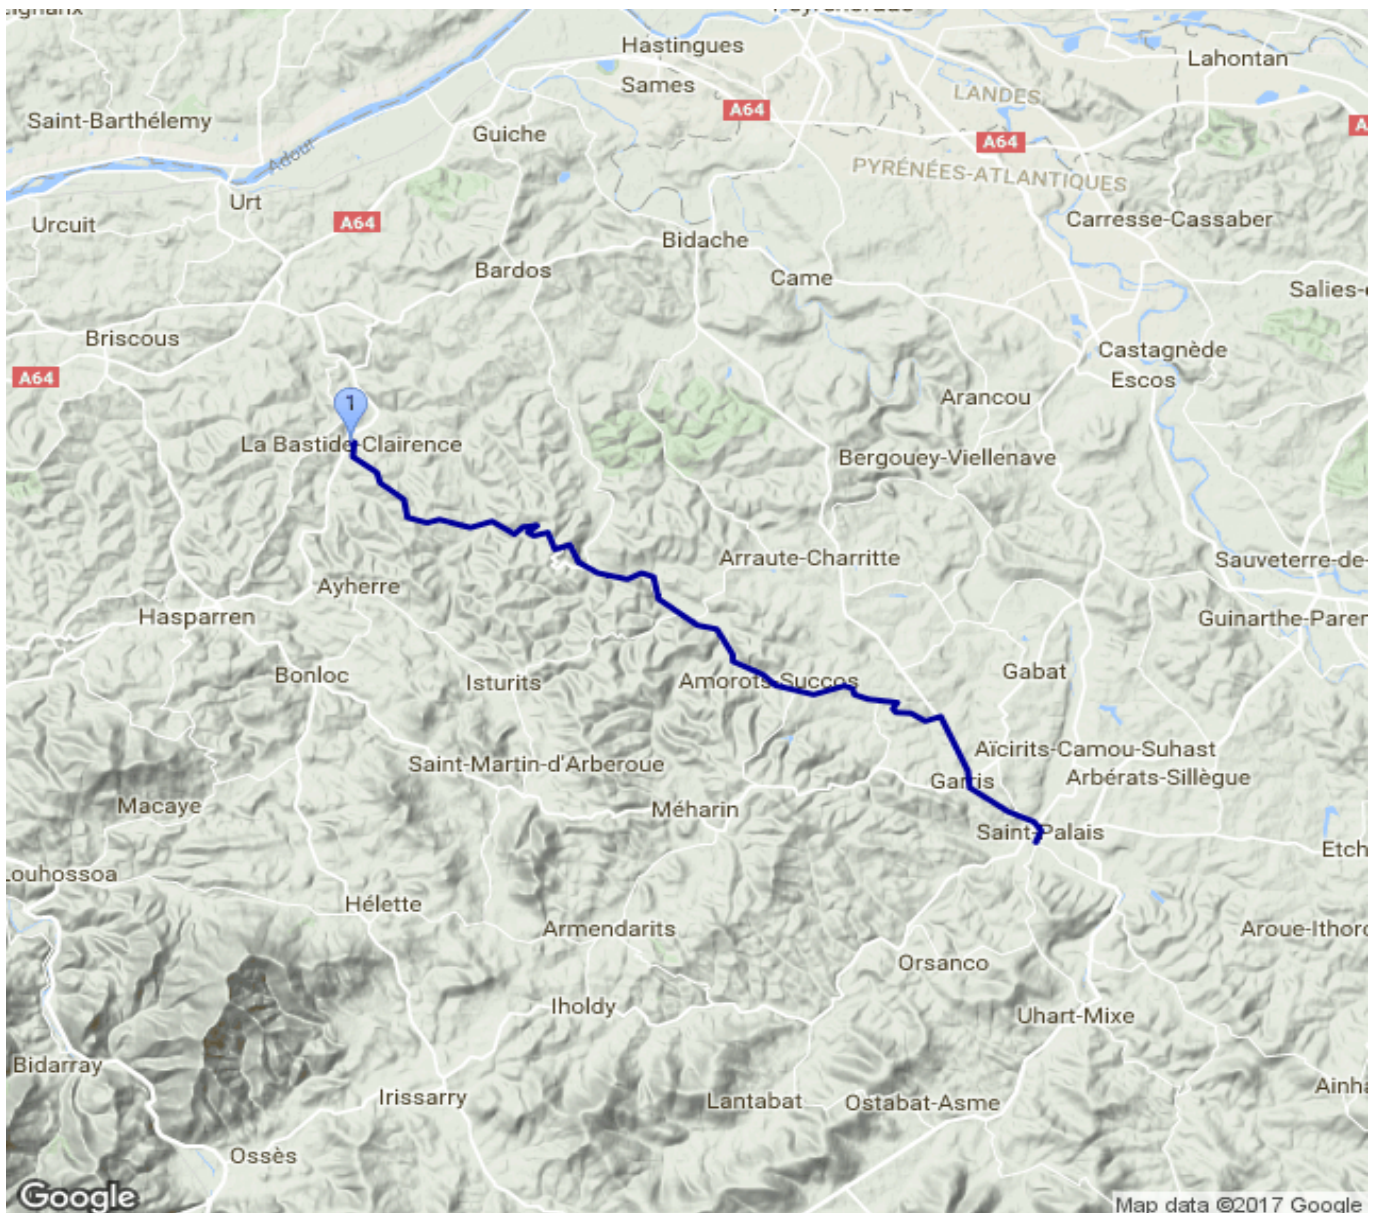 Hastingues
Lahontan
Sames
LANDES
A64
Saint-Barthélemy
Guiche
A64
Adour
PYRÉNÉES-ATLANTIQUES
Urt
A64
Urcuit
Carresse-Cassaber
Bidache
Bardos
Came
Salies-
Briscous
Castagnède
A64
Escos
1
Arancou
La Bastide-Clairence
Bergouey-Viellenave
Arraute-Charritte
Sauveterre-de-
Ayherre
Hasparren
Guinarthe-Paren
Bonloc
Isturits
Amorots-Succos
Gabat
Aïcirits-Camou-Suhast
Saint-Martin-d'Arberoue
Garris
Arbérats-Sillègue
Macaye
Méharin
Saint-Palais
Etch
Louhossoa
Hélette
Armendarits
Aroue-Ithoro
Orsanco
Iholdy
Uhart-Mixe
Bidarray
Irissarry
Lantabat
Ostabat-Asme
Ainha
Ossès
Google
Map data ©2017 Google